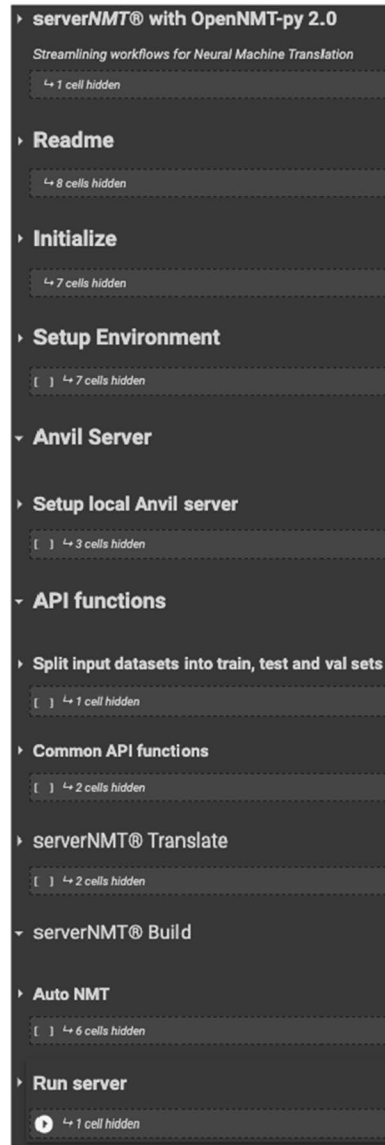 serverNMT® with OpenNMT-py 2.0
Streamlining workflows for Neural Machine Translation
↳ 1 cell hidden
Readme
↳ 8 cells hidden
Initialize
↳ 7 cells hidden
Setup Environment
[ ] ↳ 7 cells hidden
Anvil Server
Setup local Anvil server
[ ] ↳ 3 cells hidden
API functions
Split input datasets into train, test and val sets
[ ] ↳ 1 cell hidden
Common API functions
[ ] ↳ 2 cells hidden
serverNMT® Translate
[ ] ↳ 2 cells hidden
serverNMT® Build
Auto NMT
[ ] ↳ 6 cells hidden
Run server
↳ 1 cell hidden